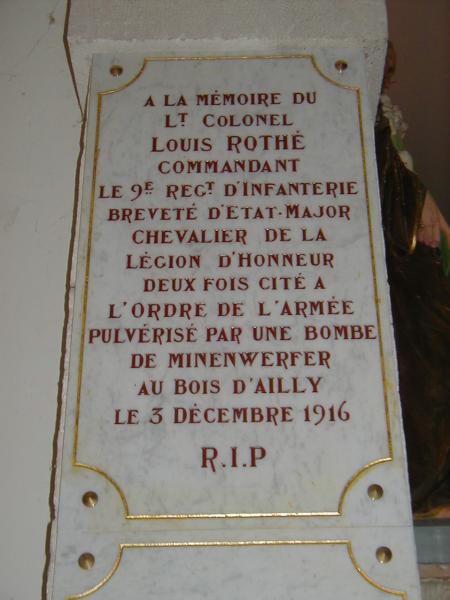 A LA MÉMOIRE DU
LT COLONEL
LOUIS ROTHÉ
COMMANDANT
LE 9E REGT D'INFANTERIE
BREVETÉ D'ETAT-MAJOR
CHEVALIER DE LA
LÉGION D'HONNEUR
DEUX FOIS CITÉ A
L'ORDRE DE L'ARMÉE
PULVÉRISÉ PAR UNE BOMBE
DE MINENWERFER
AU BOIS D'AILLY
LE 3 DÉCEMBRE 1916
R.I.P